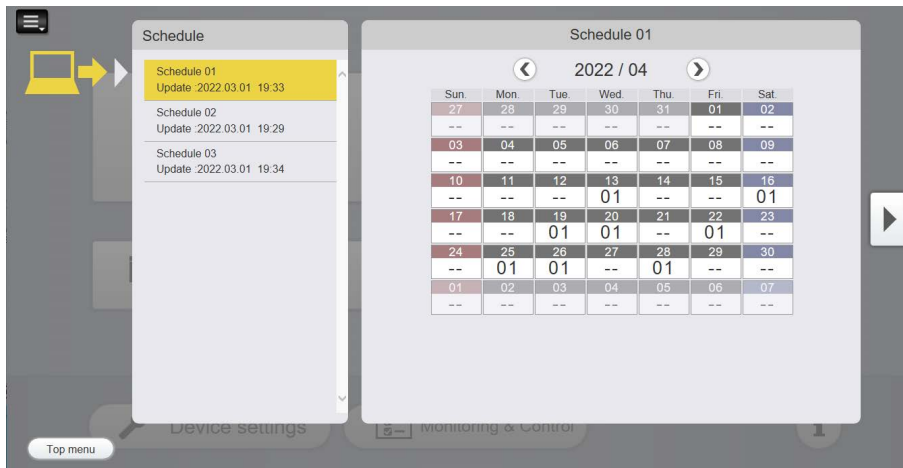 Schedule
Schedule 01
Update :2022.03.01 19:33
Schedule 02
Update :2022.03.01 19:29
Schedule 03
Update :2022.03.01 19:34
Schedule 01
2022 / 04
Sun. Mon. Tue. Wed. Thu. Fri. Sat.
27 28 29 30 31 01 02
-- -- -- -- -- -- --
03 04 05 06 07 08 09
-- -- -- -- -- -- --
10 11 12 13 14 15 16
-- -- -- 01 -- -- 01
17 18 19 20 21 22 23
-- -- 01 01 -- 01 --
24 25 26 27 28 29 30
-- 01 01 -- 01 -- --
01 02 03 04 05 06 07
-- -- -- -- -- -- --
Device settings
Monitoring & Control
Top menu